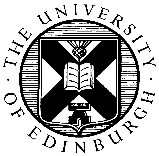 · THE UNIVERSITY ·
OF EDINBURGH